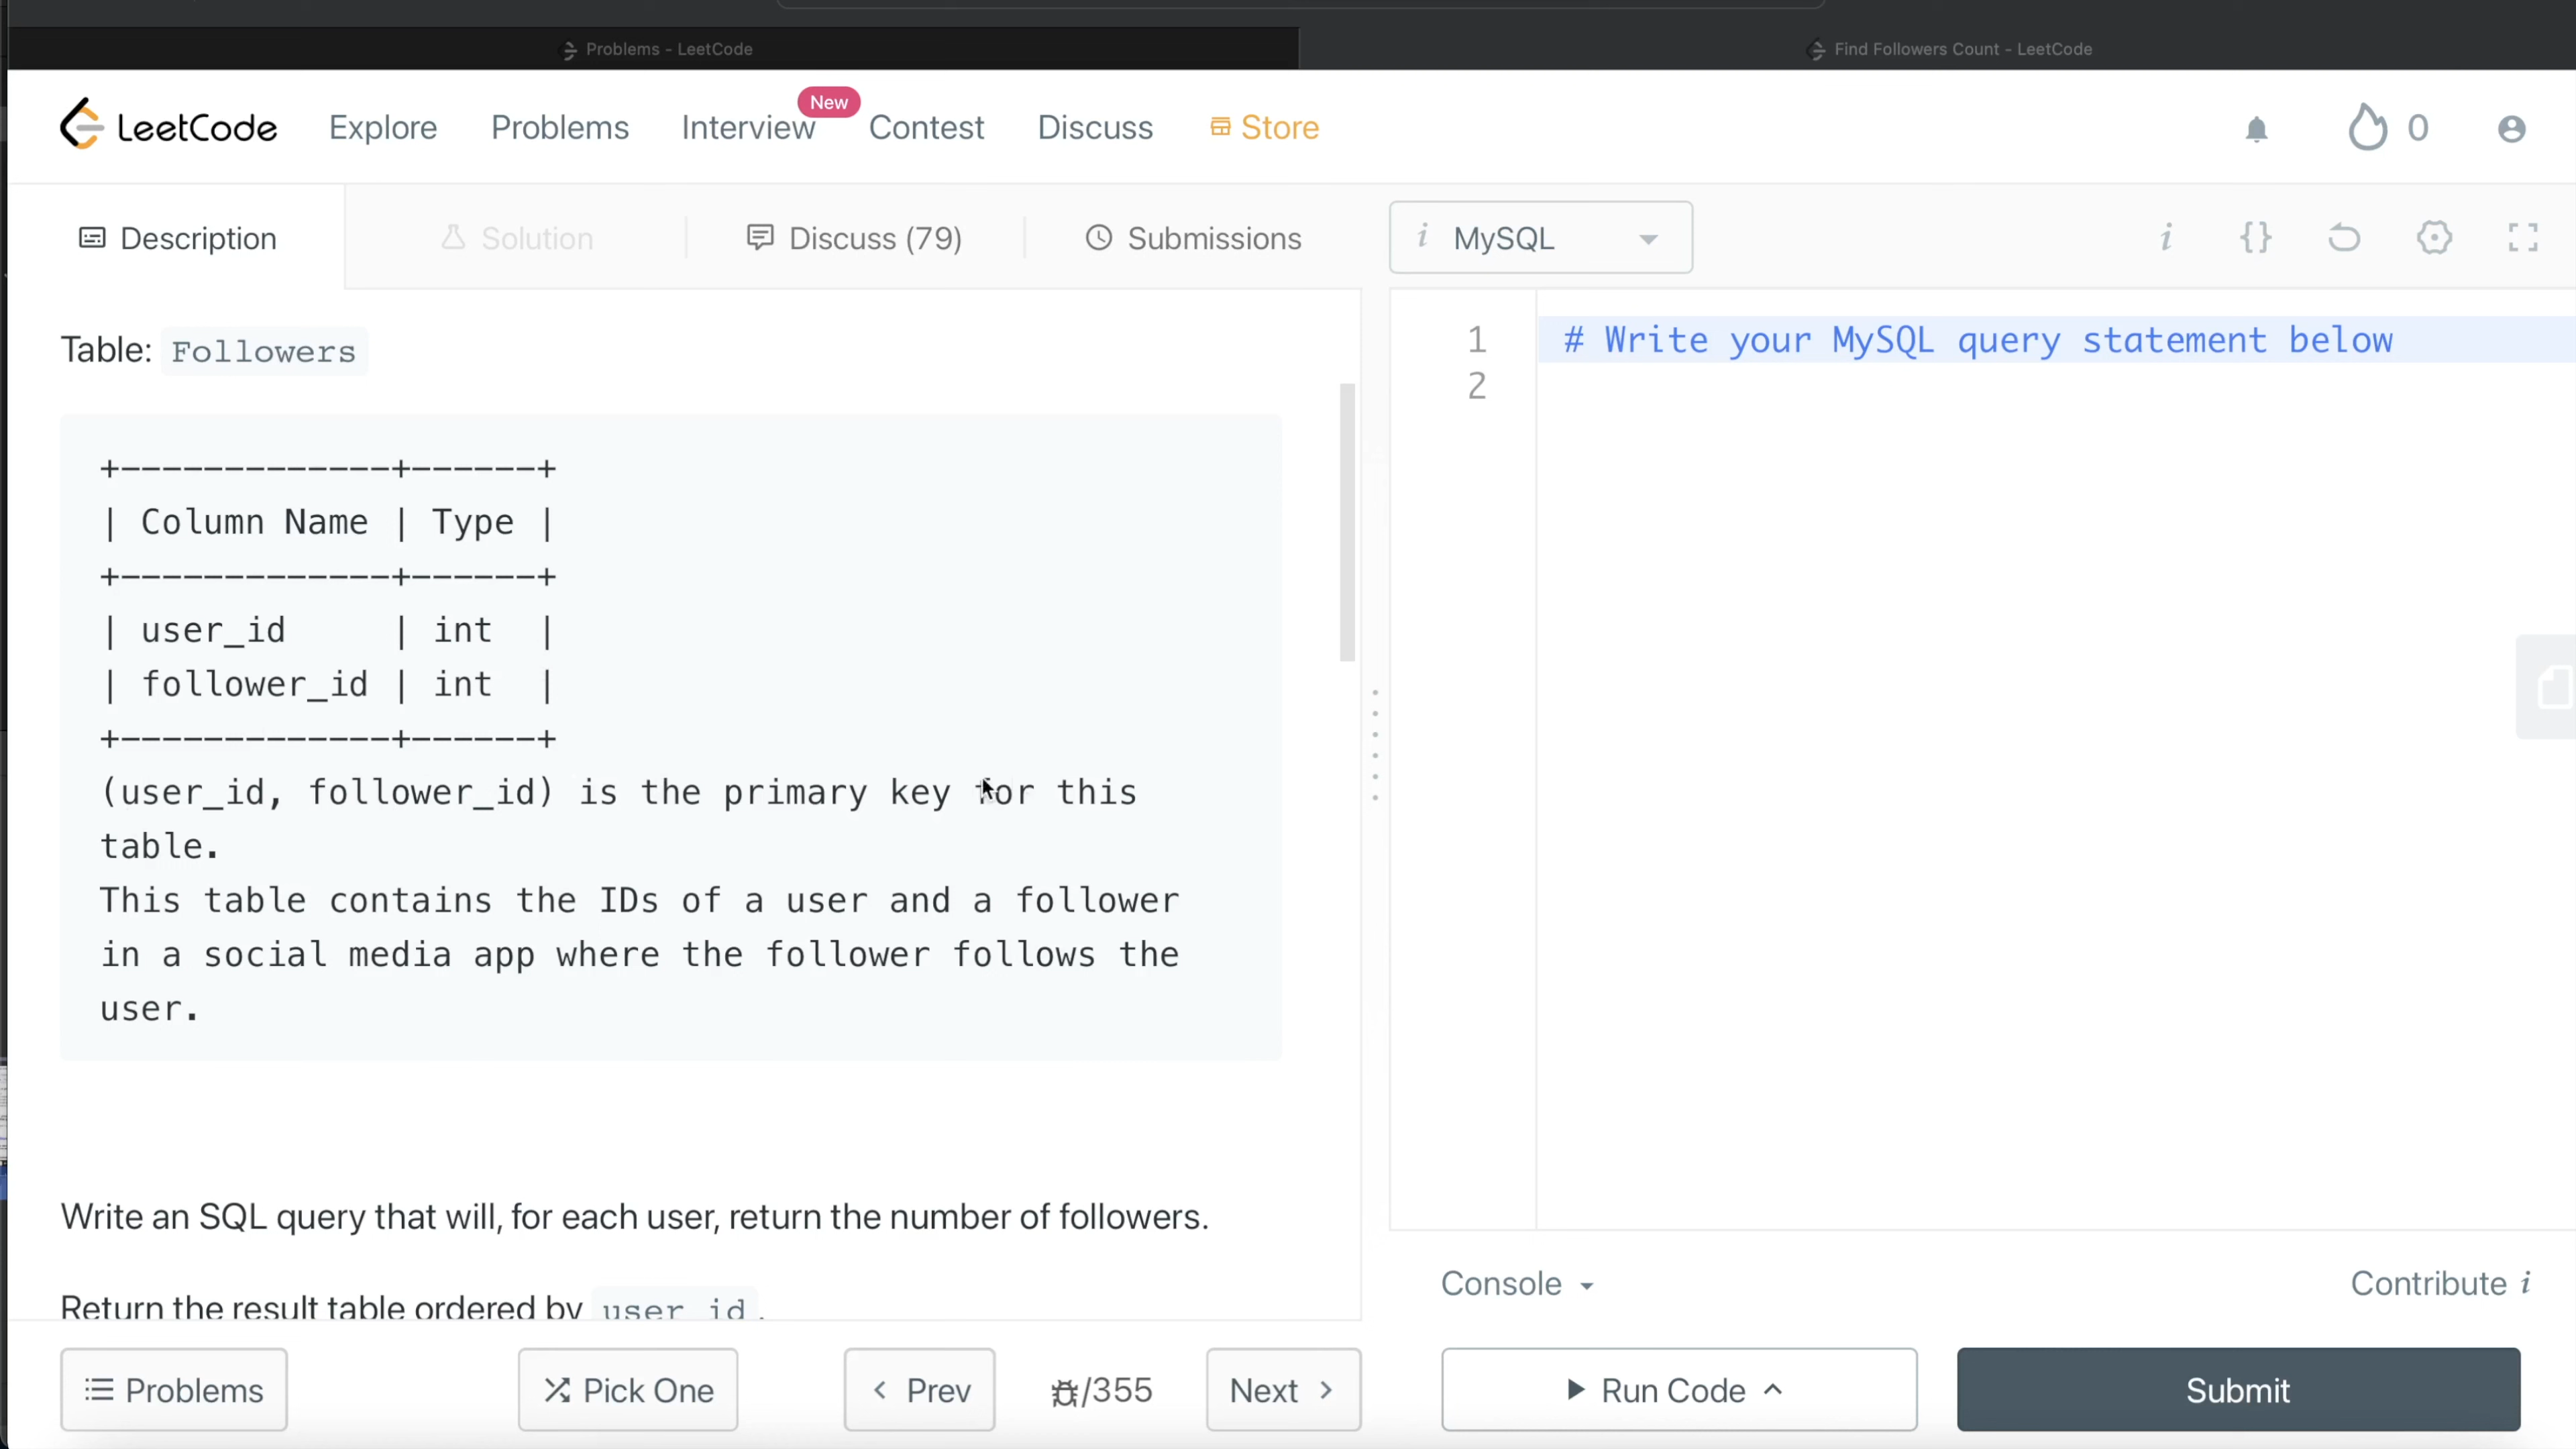 Problems - LeetCode
Find Followers Count - LeetCode
LeetCode Explore Problems Interview New Contest Discuss Store 0
Description Solution Discuss (79) Submissions i MySQL i {}
Table: Followers
+-------------+------+
| Column Name | Type |
+-------------+------+
| user_id     | int  |
| follower_id | int  |
+-------------+------+
(user_id, follower_id) is the primary key for this
table.
This table contains the IDs of a user and a follower
in a social media app where the follower follows the
user.
Write an SQL query that will, for each user, return the number of followers.
Return the result table ordered by user_id.
1 # Write your MySQL query statement below
2
Console Contribute i
Problems Pick One < Prev /355 Next > Run Code Submit